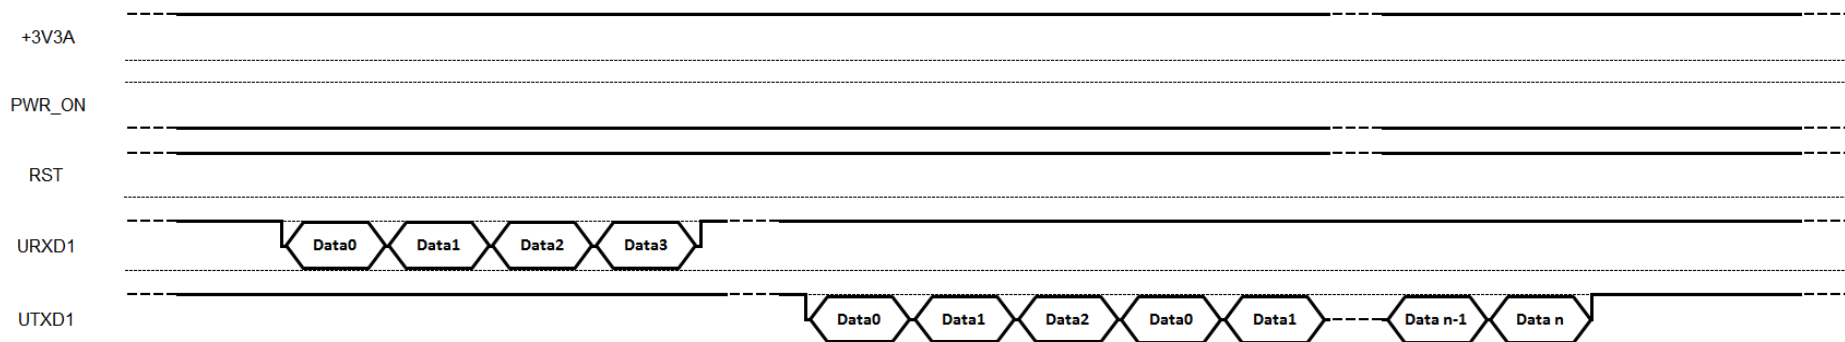 +3V3A
PWR_ON
RST
URXD1 Data0 Data1 Data2 Data3
UTXD1 Data0 Data1 Data2 Data0 Data1 Data n-1 Data n